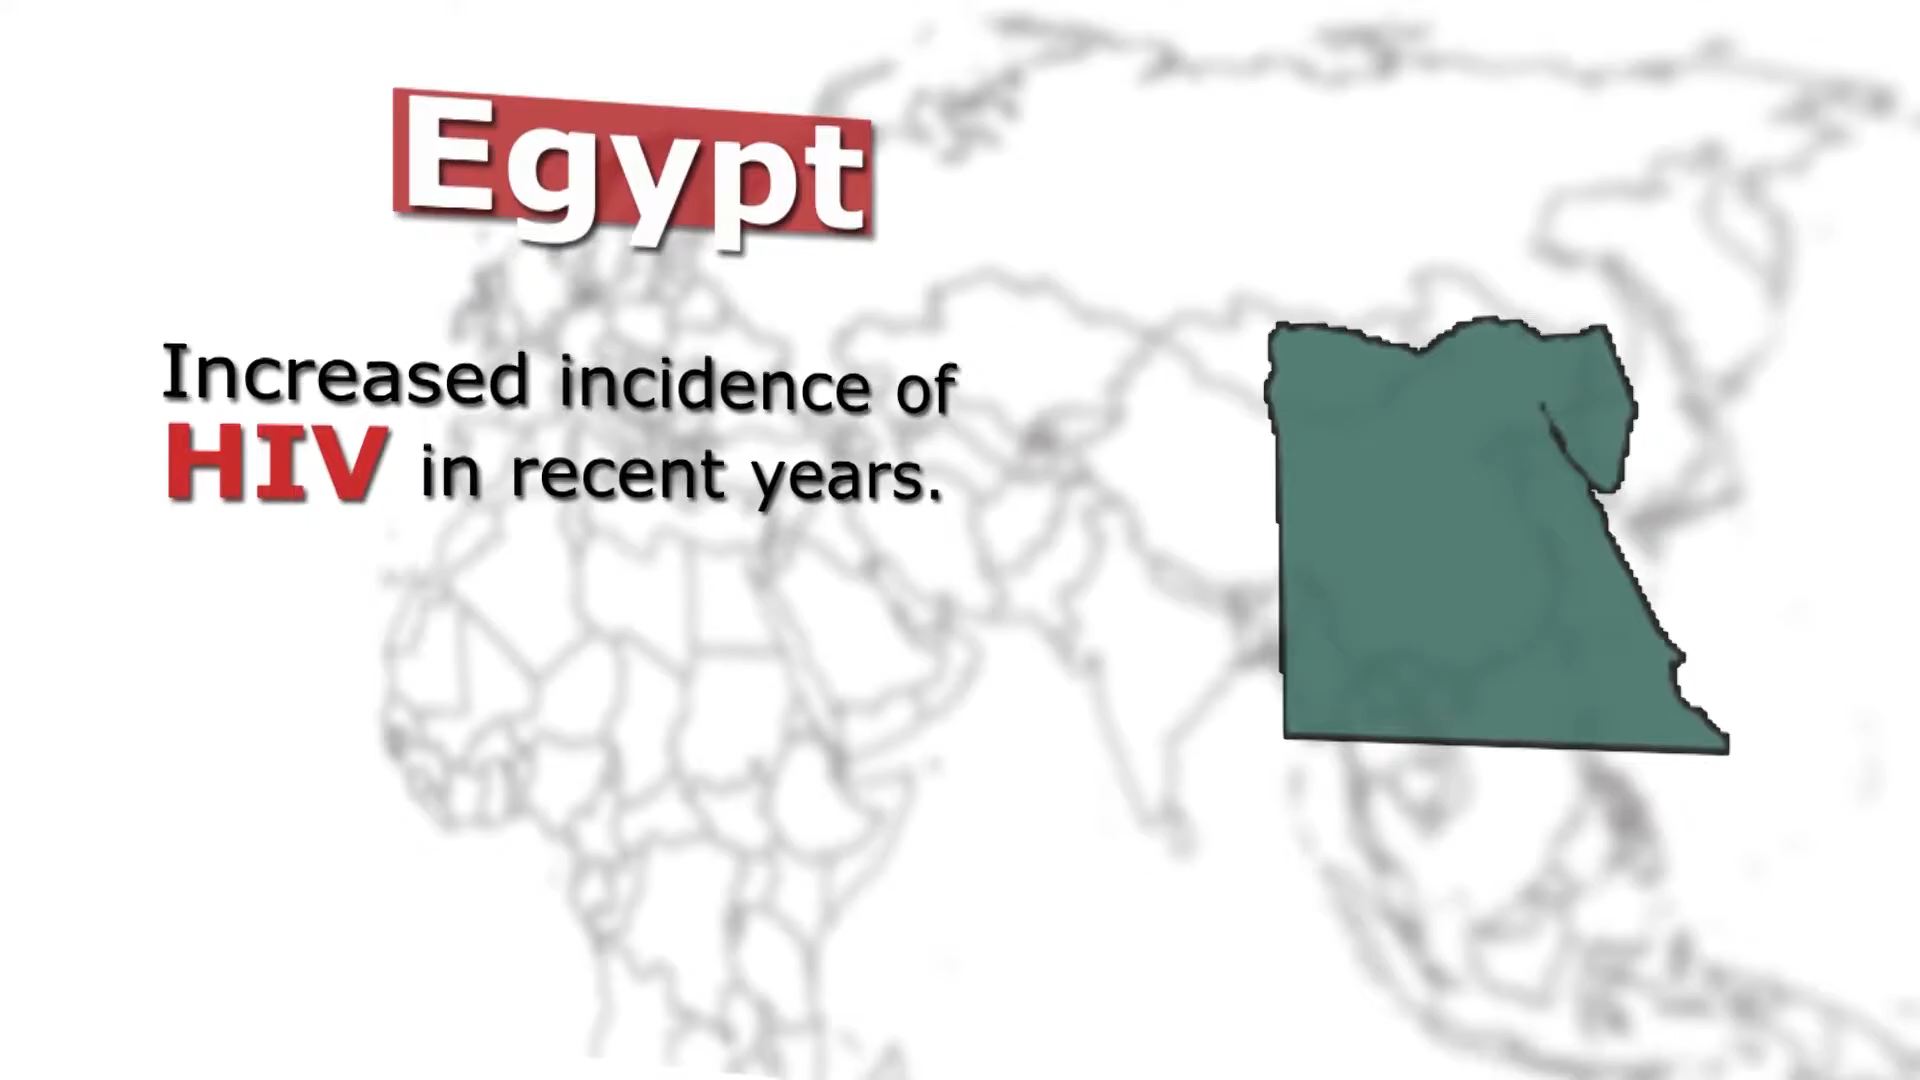 Egypt
Increased incidence of
HIV in recent years.